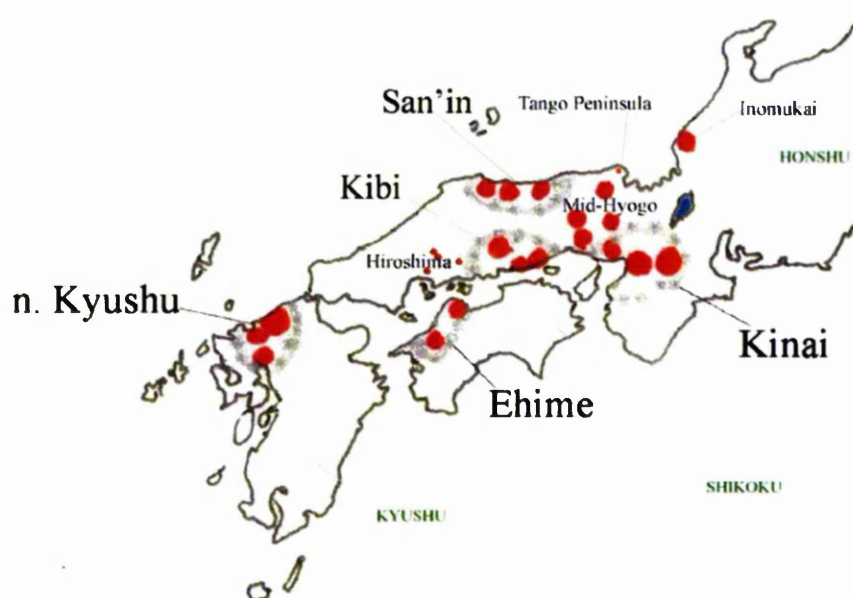 San'in
Tango Peninsula
Inomukai
HONSHU
Kibi
Mid-Hyogo
Hiroshima
n. Kyushu
Kinai
Ehime
SHIKOKU
KYUSHU